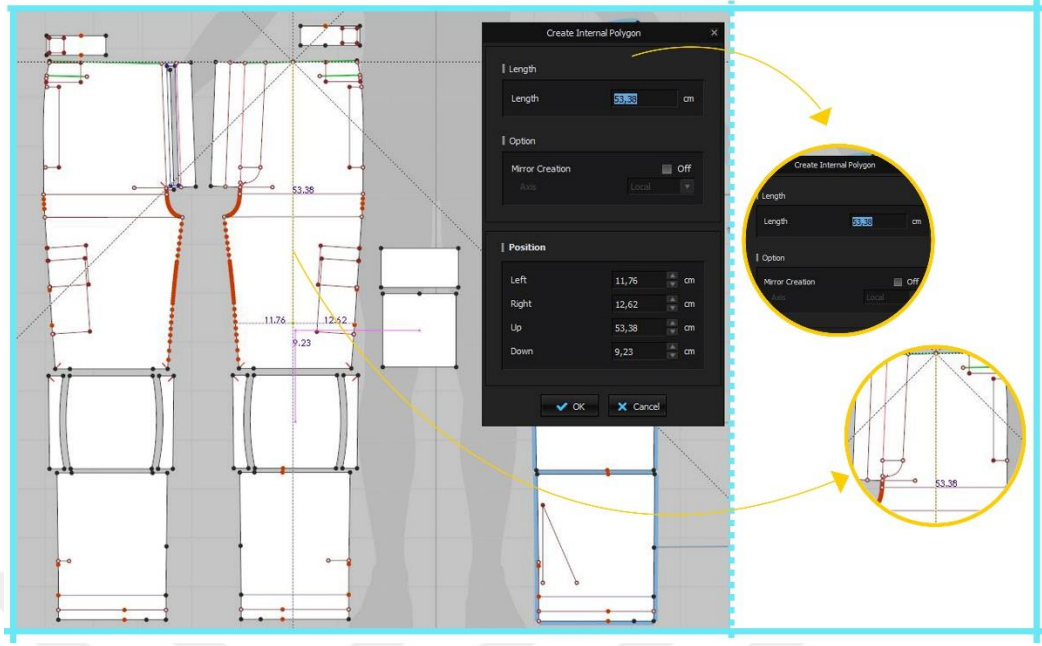 Create Internal Polygon
Length
Length 53,38 cm
Option
Mirror Creation Off
Axis Local
Position
Left 11,76 cm
Right 12,62 cm
Up 53,38 cm
Down 9,23 cm
OK Cancel
53.38
11.76 12.62
9.23
Create Internal Polygon
Length
Length 53,38 cm
Option
Mirror Creation Off
Axis Local
53.38